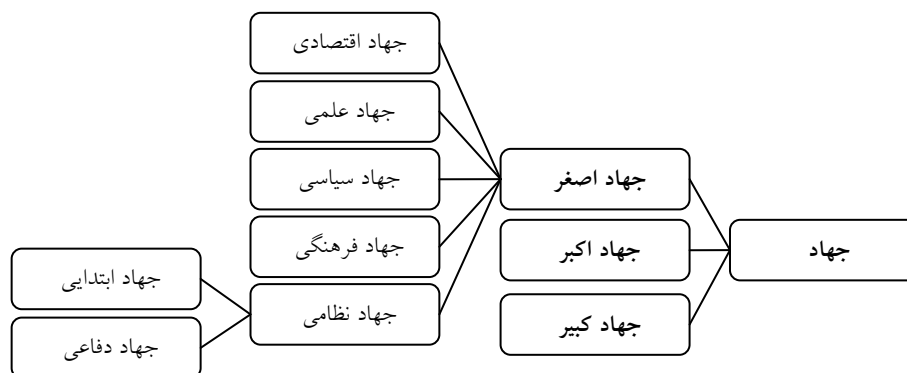 جهاد
جهاد اصغر
جهاد اکبر
جهاد کبیر
جهاد اقتصادی
جهاد علمی
جهاد سیاسی
جهاد فرهنگی
جهاد نظامی
جهاد ابتدایی
جهاد دفاعی